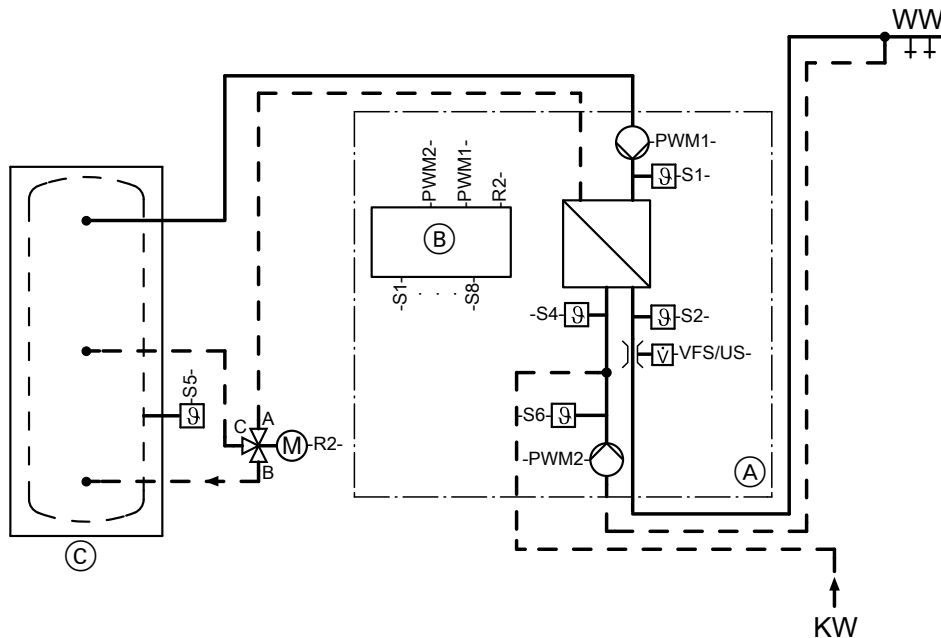 WW
-PWM1-
-PWM2-
-PWM1-
-R2-
ϑ -S1-
B
-S1-
. . . .
-S8-
-S4- ϑ
ϑ -S2-
V̇ -VFS/US-
-S5-
ϑ
C
A
M -R2-
B
-S6- ϑ
-PWM2-
A
C
KW